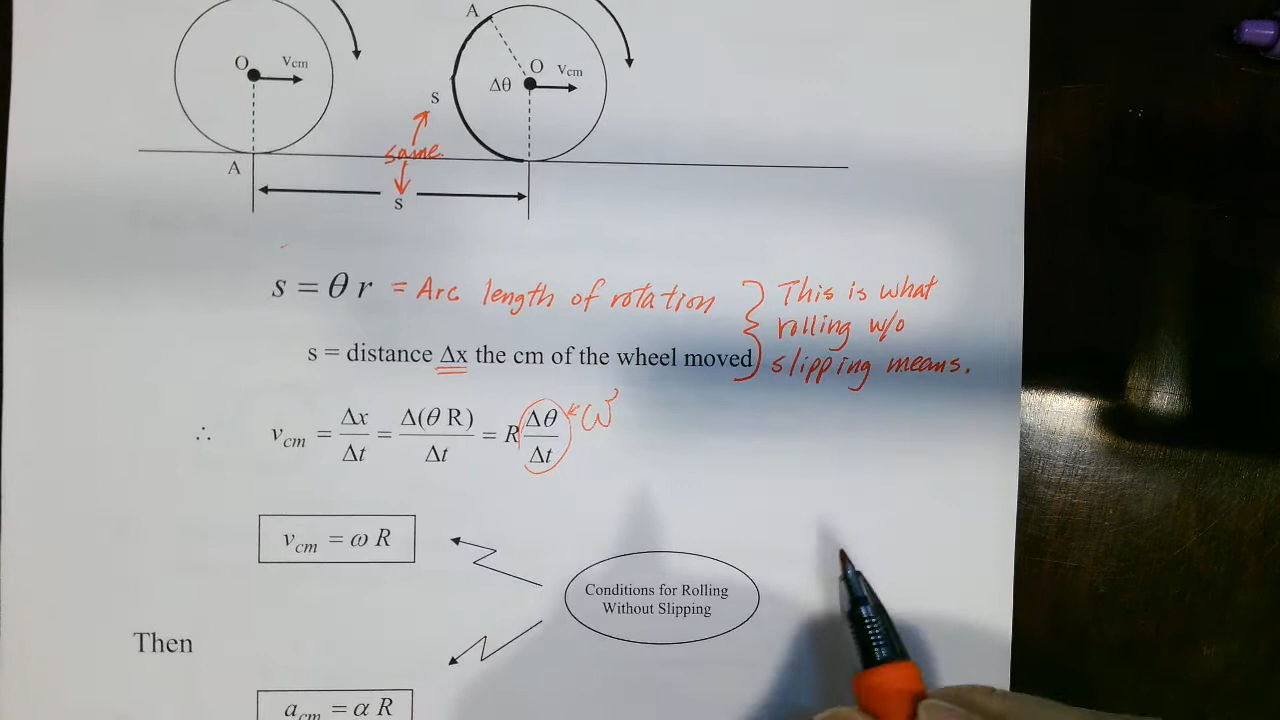 A
O
Vcm
O
Vcm
Δθ
s
same
A
s
s = θ r = Arc length of rotation
This is what
rolling w/o
slipping means.
s = distance Δx the cm of the wheel moved
∴ vcm = Δx/Δt = Δ(θ R)/Δt = R Δθ/Δt ω
vcm = ω R
Conditions for Rolling
Without Slipping
Then
acm = α R